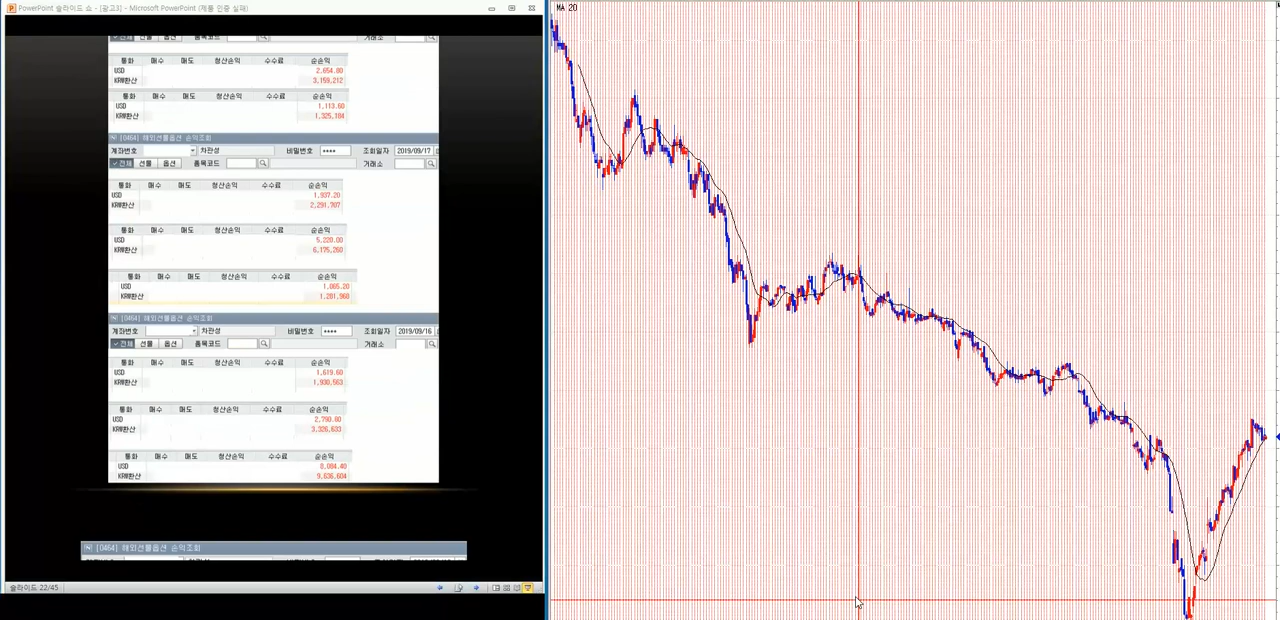 PowerPoint 슬라이드 쇼 - [광고3] - Microsoft PowerPoint (제품 인증 실패)
전체 선물 옵션 종목코드 거래소
통화 매수 매도 청산손익 수수료 순손익
USD 2,654.80
KRW환산 3,159,212
통화 매수 매도 청산손익 수수료 순손익
USD 1,113.60
KRW환산 1,325,184
[0464] 해외선물옵션 손익조회
계좌번호 차관성 비밀번호 **** 조회일자 2019/09/17
전체 선물 옵션 종목코드 거래소
통화 매수 매도 청산손익 수수료 순손익
USD 1,937.20
KRW환산 2,291,707
통화 매수 매도 청산손익 수수료 순손익
USD 5,220.00
KRW환산 6,175,260
통화 매수 매도 청산손익 수수료 순손익
USD 1,065.20
KRW환산 1,281,960
[0464] 해외선물옵션 손익조회
계좌번호 차관성 비밀번호 **** 조회일자 2019/09/16
전체 선물 옵션 종목코드 거래소
통화 매수 매도 청산손익 수수료 순손익
USD 1,619.60
KRW환산 1,930,563
통화 매수 매도 청산손익 수수료 순손익
USD 2,790.80
KRW환산 3,326,633
통화 매수 매도 청산손익 수수료 순손익
USD 8,084.40
KRW환산 9,636,604
[0464] 해외선물옵션 손익조회
슬라이드 22/45
MA 20